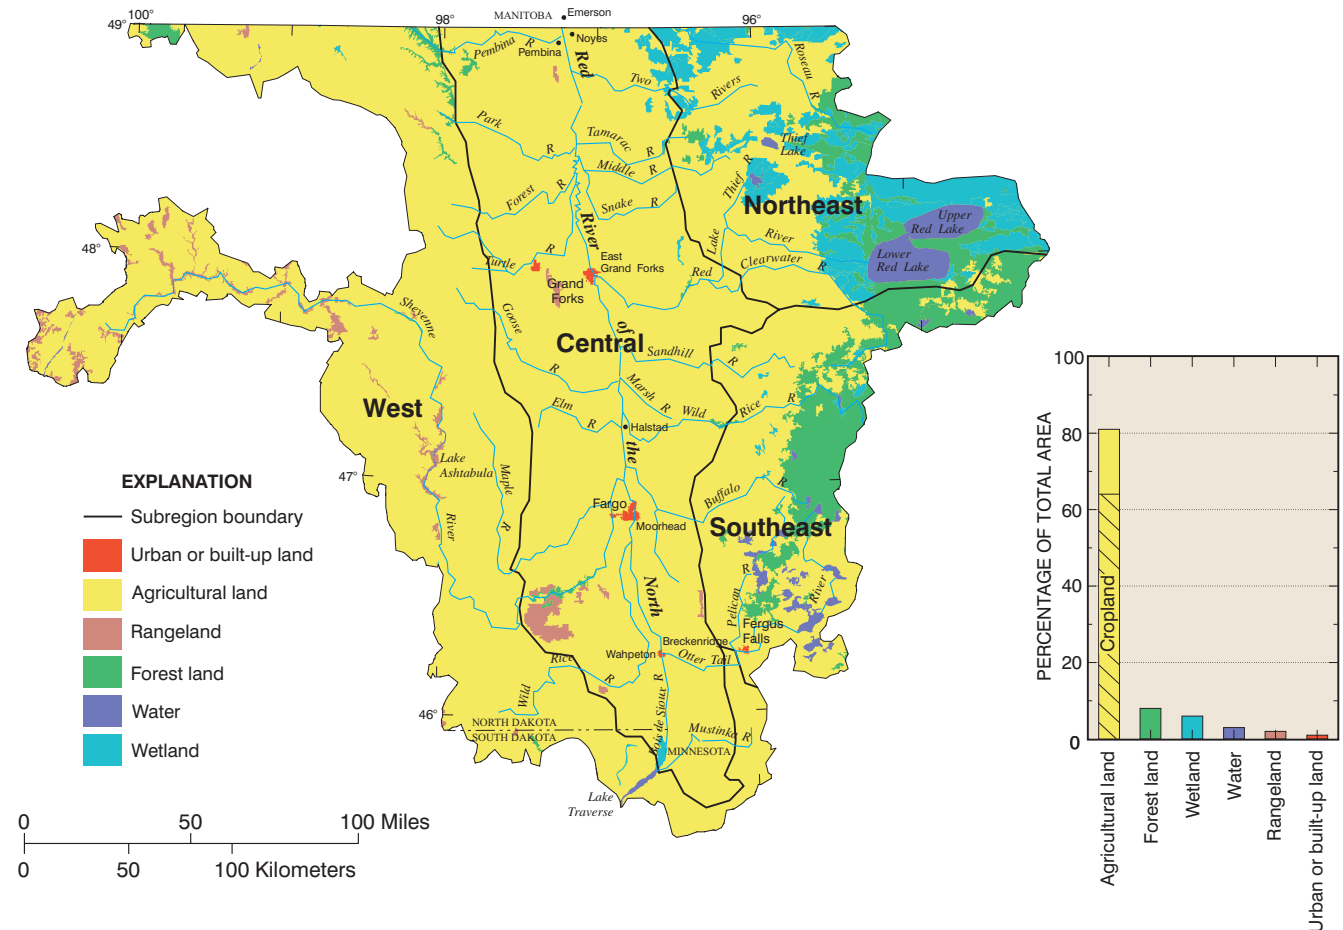 49°
100°
98°
MANITOBA
Emerson
96°
Noyes
Pembina
Pembina R
Red
Roseau R
Two Rivers
Park R
Tamarac R
Middle R
Thief Lake
Thief R
Forest R
Snake R
River
Northeast
Upper Red Lake
Lower Red Lake
48°
Turtle R
East
Grand Forks
Grand
Forks
Red Lake River
Clearwater R
Sheyenne River
Goose R
of
Central
Sandhill R
Marsh R
Wild Rice R
West
Elm R
Halstad
the
Lake
Ashtabula
47°
Maple R
Buffalo R
Fargo
Moorhead
Southeast
North
Pelican R
River
Fergus
Falls
Breckenridge
Wahpeton
Otter Tail
Wild Rice R
46°
Bois de Sioux R
NORTH DAKOTA
SOUTH DAKOTA
Mustinka R
MINNESOTA
Lake
Traverse
EXPLANATION
Subregion boundary
Urban or built-up land
Agricultural land
Rangeland
Forest land
Water
Wetland
0 50 100 Miles
0 50 100 Kilometers
PERCENTAGE OF TOTAL AREA
100
80
60
40
20
0
Cropland
Agricultural land
Forest land
Wetland
Water
Rangeland
Urban or built-up land